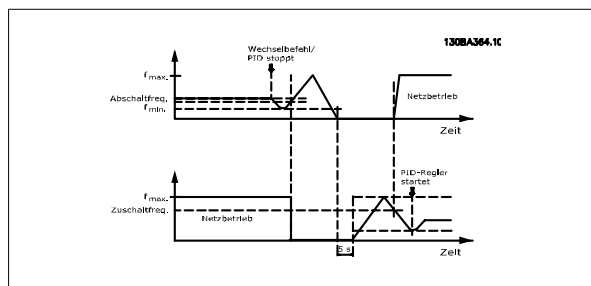 130BA364.10
Wechselbefehl/
PID stoppt
fmax.
Abschaltfreq.
fmin.
Netzbetrieb
Zeit
PID-Regler
startet
fmax.
Zuschaltfreq.
Netzbetrieb
5 s
Zeit